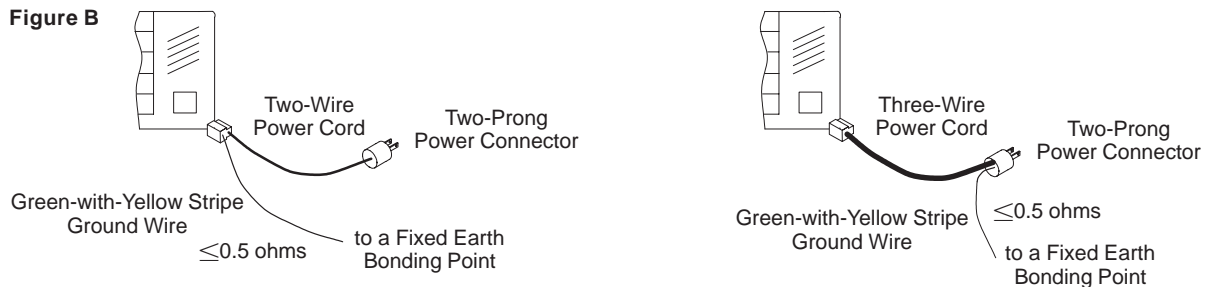 Figure B
Two-Wire
Power Cord
Two-Prong
Power Connector
Green-with-Yellow Stripe
Ground Wire
≤0.5 ohms
to a Fixed Earth
Bonding Point
Three-Wire
Power Cord
Two-Prong
Power Connector
Green-with-Yellow Stripe
Ground Wire
≤0.5 ohms
to a Fixed Earth
Bonding Point